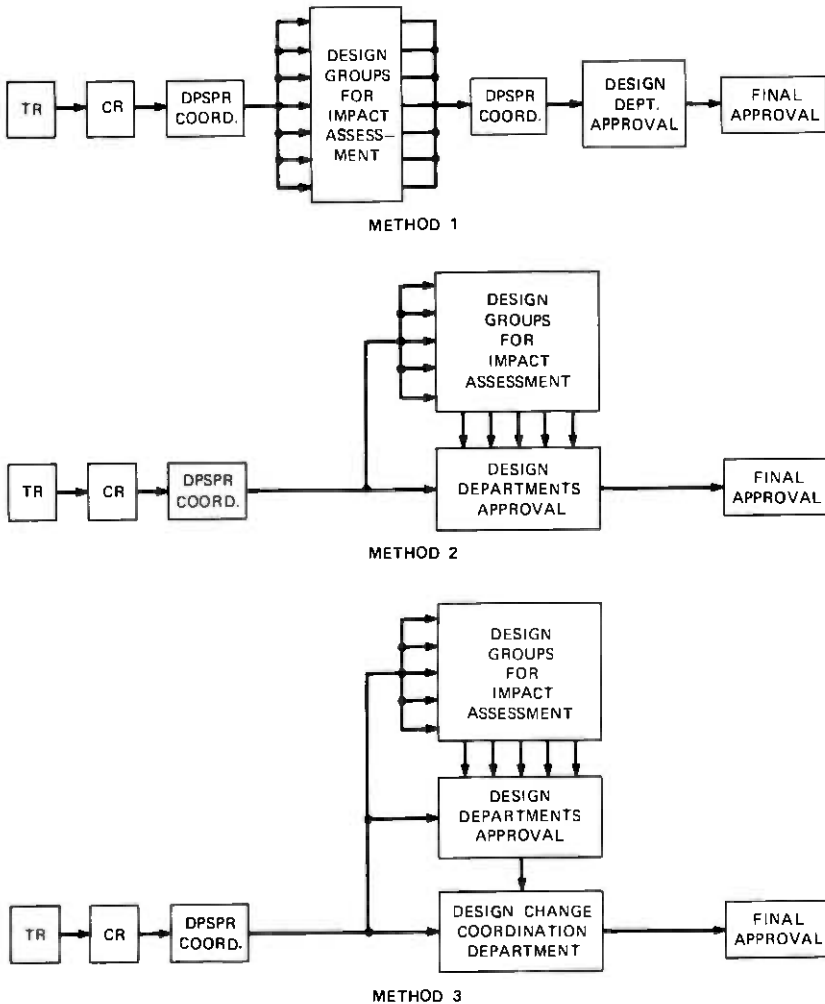 TR
CR
DPSPR
COORD.
DESIGN
GROUPS
FOR
IMPACT
ASSESS-
MENT
DPSPR
COORD.
DESIGN
DEPT.
APPROVAL
FINAL
APPROVAL
METHOD 1
DESIGN
GROUPS
FOR
IMPACT
ASSESSMENT
TR
CR
DPSPR
COORD.
DESIGN
DEPARTMENTS
APPROVAL
FINAL
APPROVAL
METHOD 2
DESIGN
GROUPS
FOR
IMPACT
ASSESSMENT
DESIGN
DEPARTMENTS
APPROVAL
TR
CR
DPSPR
COORD.
DESIGN CHANGE
COORDINATION
DEPARTMENT
FINAL
APPROVAL
METHOD 3